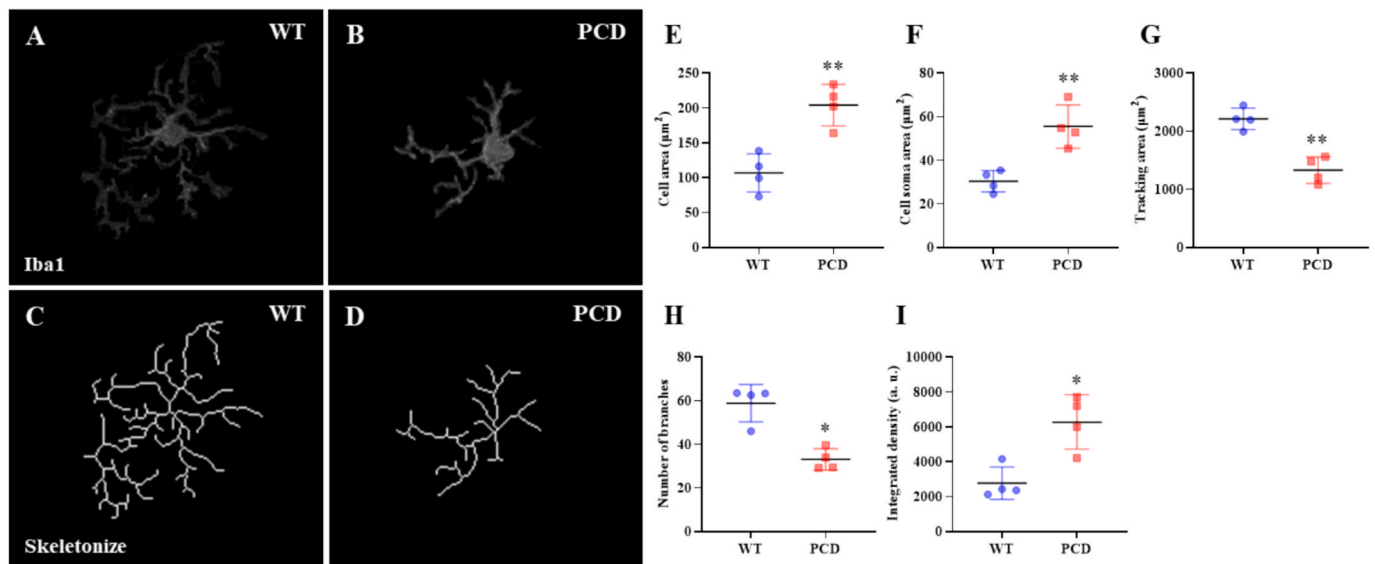 A WT
Iba1
B PCD
C WT
Skeletonize
D PCD
E
**
250
200
150
100
50
0
Cell area (μm²)
WT PCD
F
**
80
60
40
20
0
Cell soma area (μm²)
WT PCD
G
**
3000
2000
1000
0
Tracking area (μm²)
WT PCD
H
*
80
60
40
20
0
Number of branches
WT PCD
I
*
10000
8000
6000
4000
2000
0
Integrated density (a. u.)
WT PCD